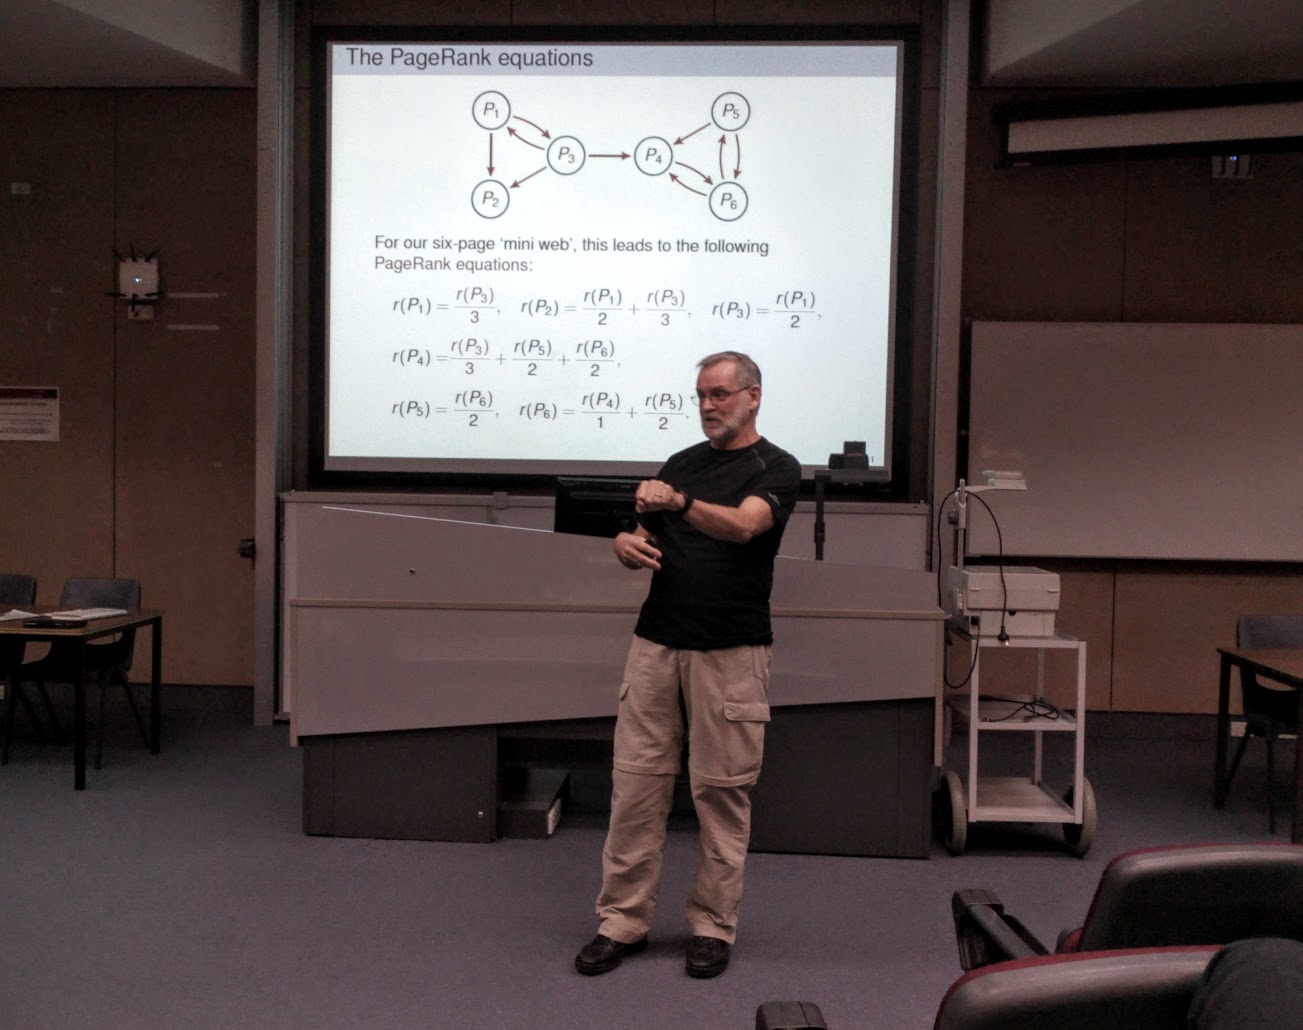 The PageRank equations
P₁
P₅
P₃
P₄
P₂
P₆
For our six-page ‘mini web’, this leads to the following
PageRank equations:
r(P₁) = r(P₃)/3, r(P₂) = r(P₁)/2 + r(P₃)/3, r(P₃) = r(P₁)/2,
r(P₄) = r(P₃)/3 + r(P₅)/2 + r(P₆)/2,
r(P₅) = r(P₆)/2, r(P₆) = r(P₄)/1 + r(P₅)/2.